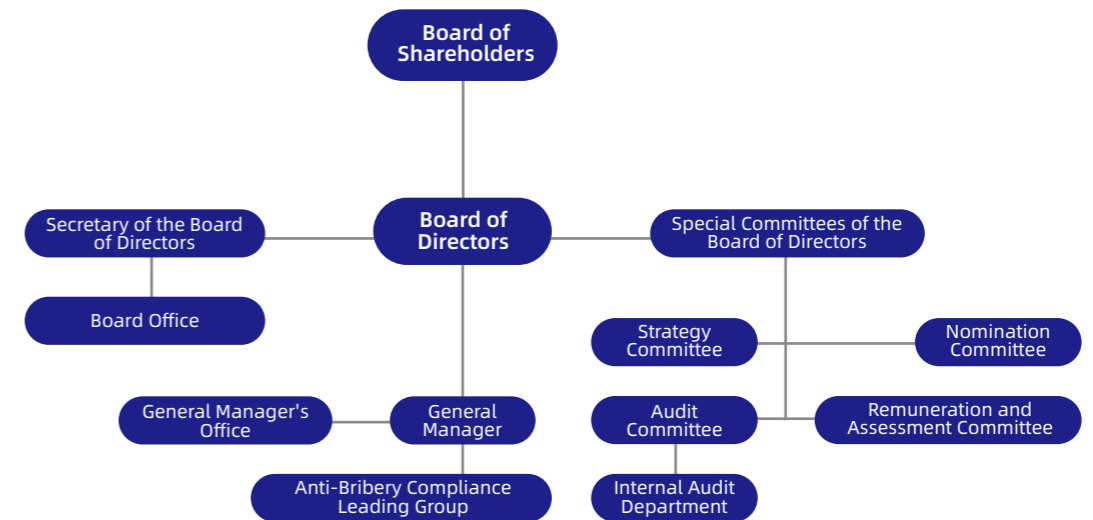 Board of
Shareholders
Secretary of the Board
of Directors
Board of
Directors
Special Committees of the
Board of Directors
Board Office
Strategy
Committee
Nomination
Committee
General Manager's
Office
General
Manager
Audit
Committee
Remuneration and
Assessment Committee
Anti-Bribery Compliance
Leading Group
Internal Audit
Department